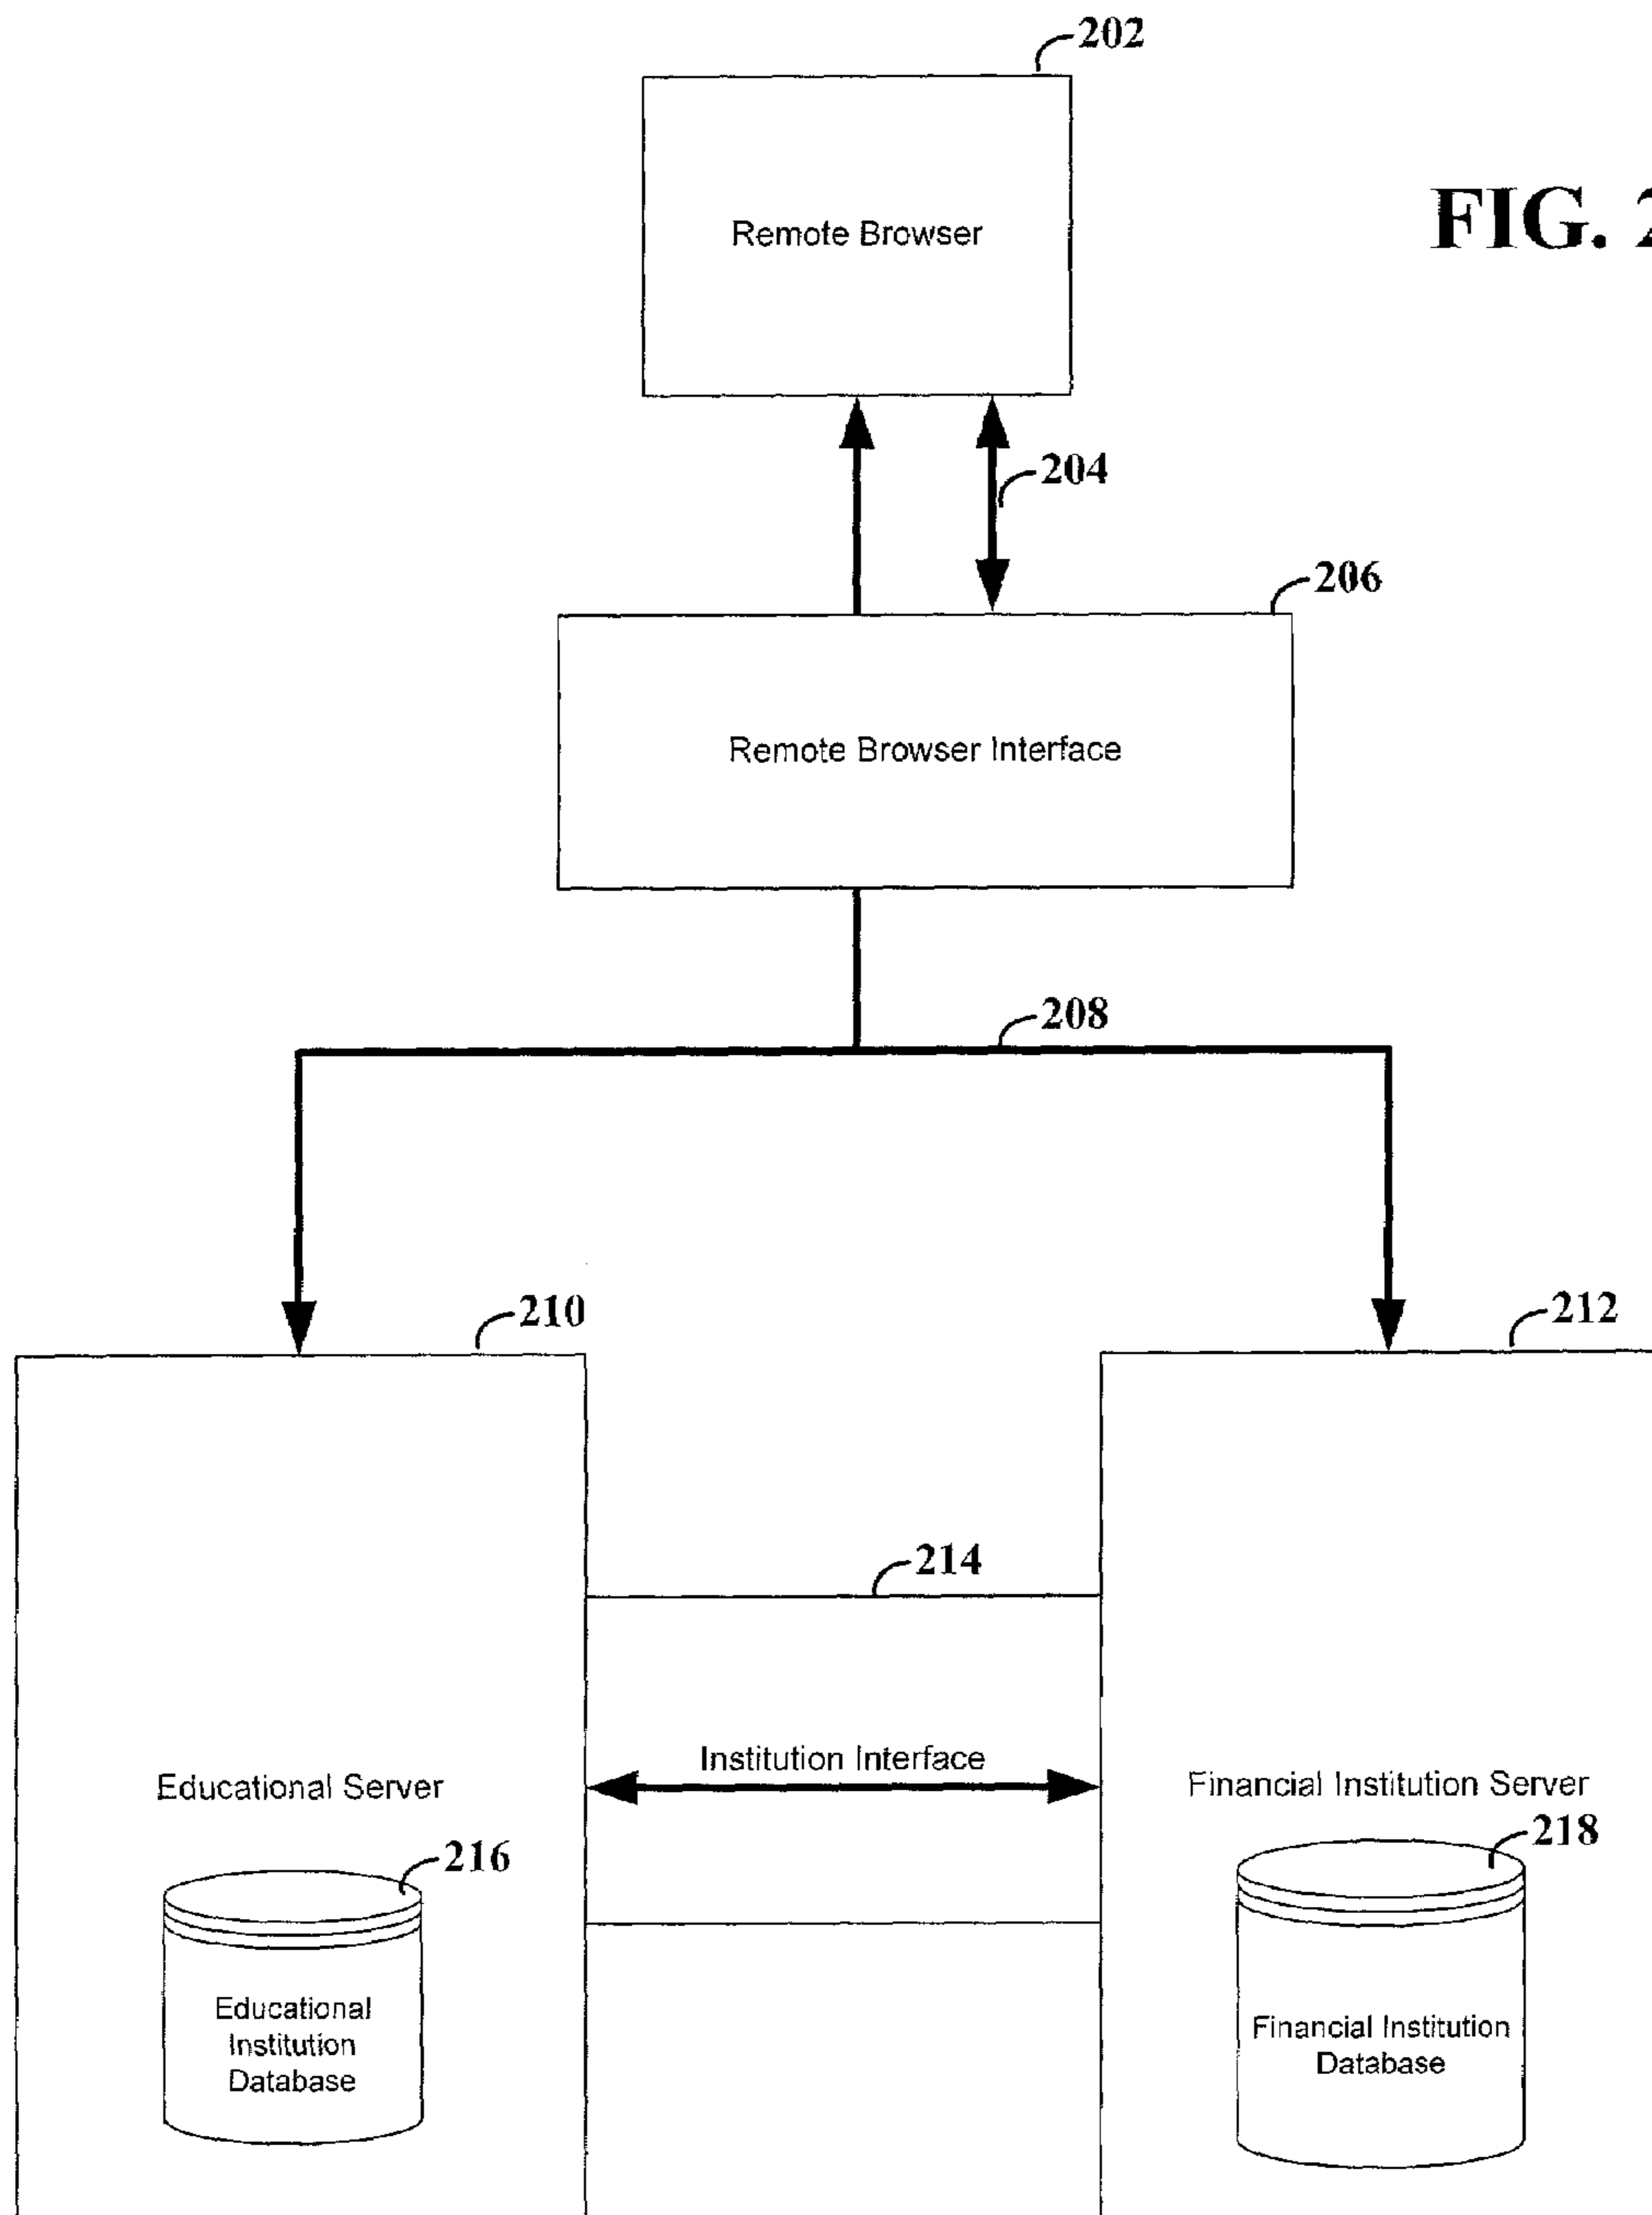 202
FIG. 2
Remote Browser
204
206
Remote Browser Interface
208
210
212
214
Institution Interface
Educational Server
Financial Institution Server
216
218
Educational
Institution
Database
Financial Institution
Database